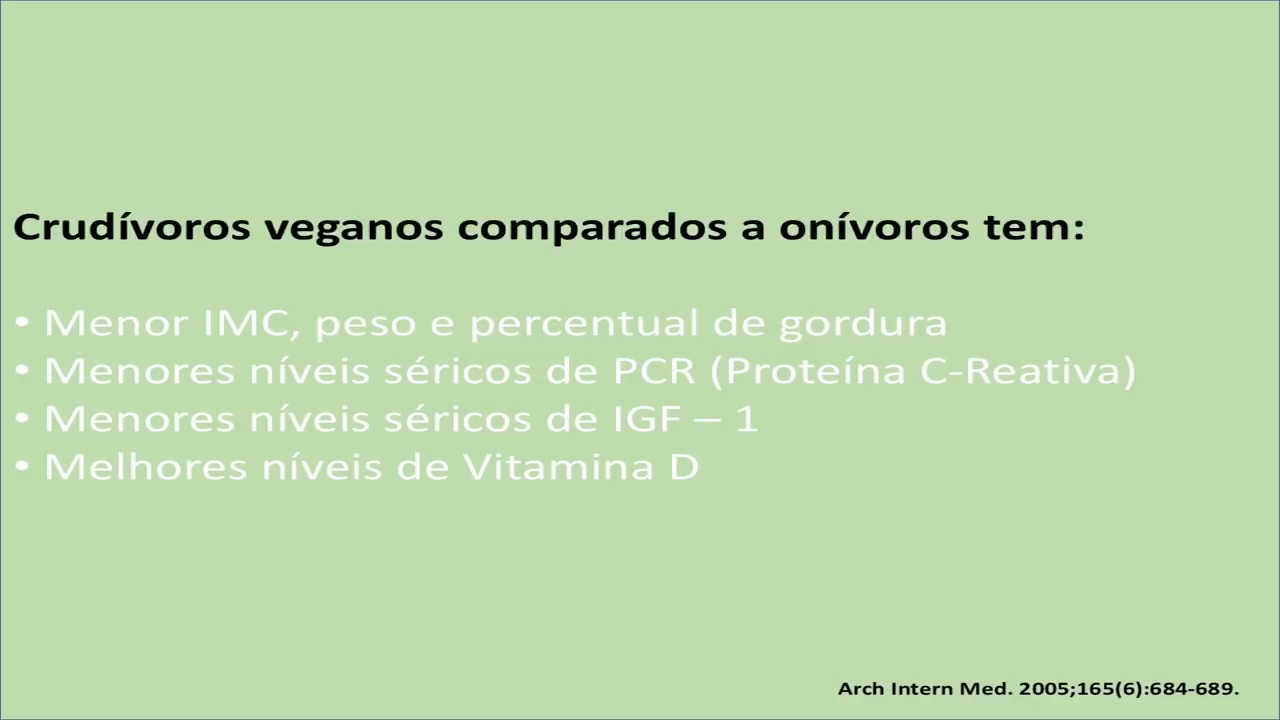 Crudívoros veganos comparados a onívoros tem:
• Menor IMC, peso e percentual de gordura
• Menores níveis séricos de PCR (Proteína C-Reativa)
• Menores níveis séricos de IGF – 1
• Melhores níveis de Vitamina D
Arch Intern Med. 2005;165(6):684-689.